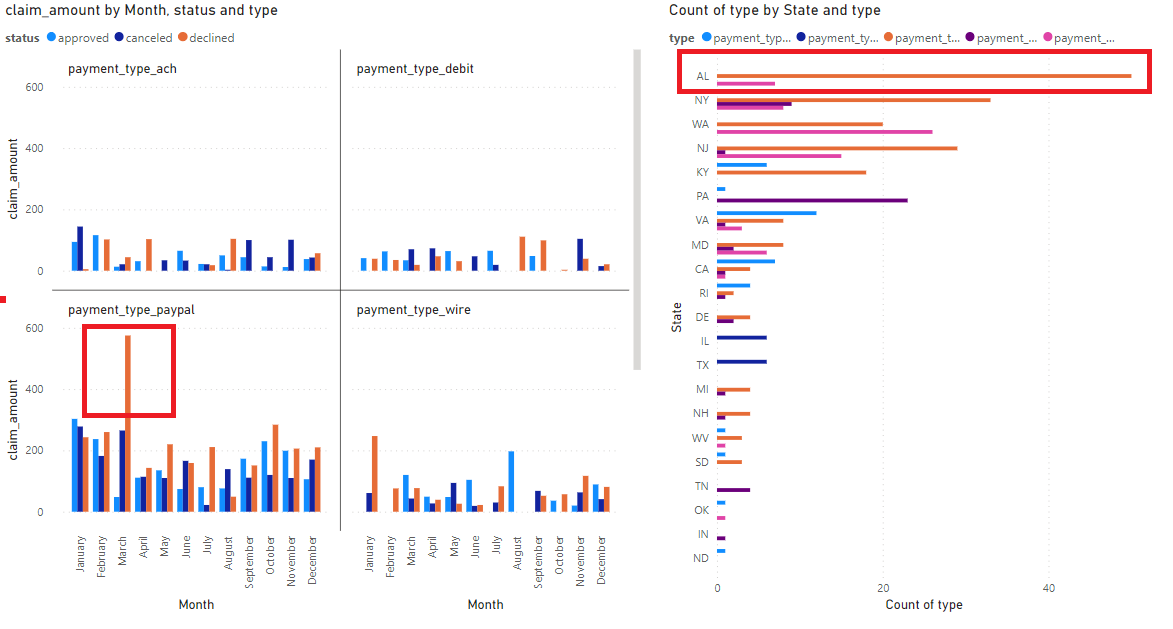 claim_amount by Month, status and type
status approved canceled declined
payment_type_ach
payment_type_debit
claim_amount
600
400
200
0
payment_type_paypal
payment_type_wire
claim_amount
600
400
200
0
January February March April May June July August September October November December
January February March April May June July August September October November December
Month
Month
Count of type by State and type
type payment_typ... payment_ty... payment_t... payment_... payment_...
State
AL
NY
WA
NJ
KY
PA
VA
MD
CA
RI
DE
IL
TX
MI
NH
WV
SD
TN
OK
IN
ND
0 20 40
Count of type